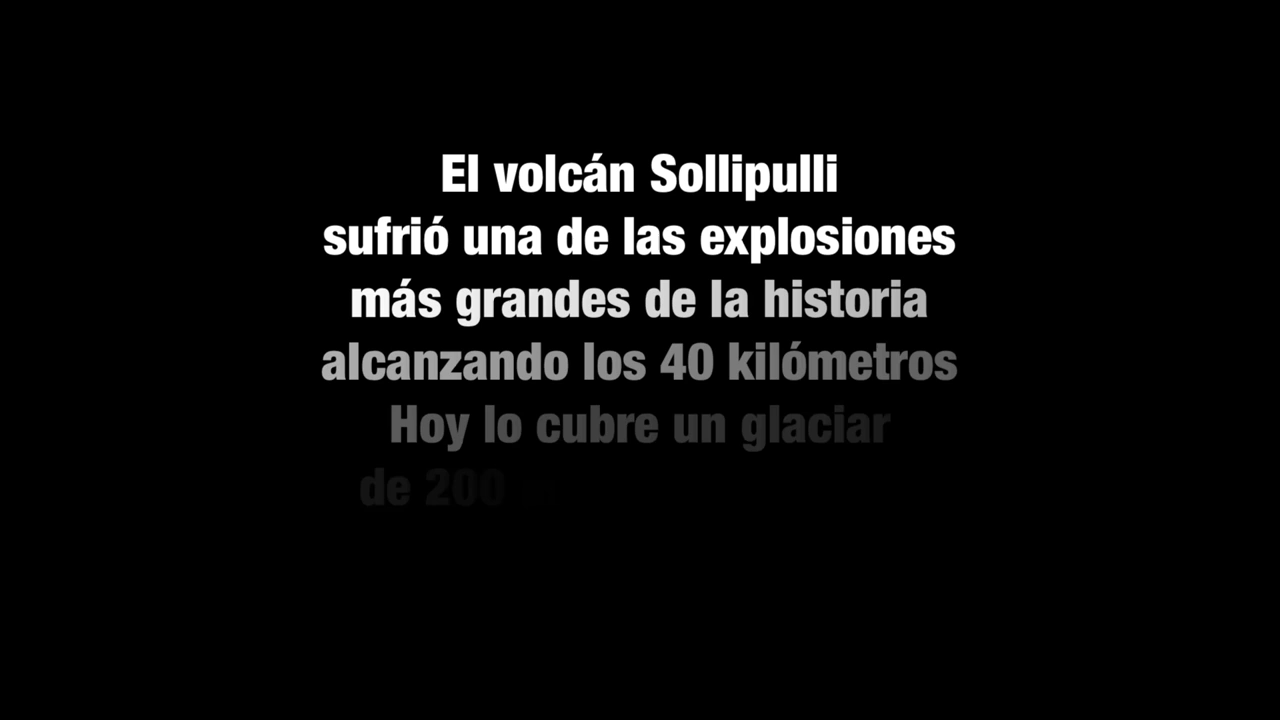 El volcán Sollipulli
sufrió una de las explosiones
más grandes de la historia
alcanzando los 40 kilómetros
Hoy lo cubre un glaciar
de 200